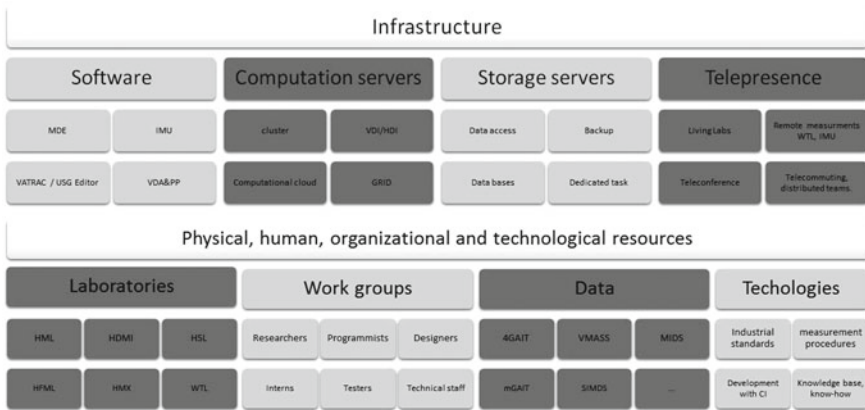 Infrastructure
Software
Computation servers
Storage servers
Telepresence
MDE
IMU
cluster
VDI/HDI
Data access
Backup
Living Labs
Remote measurments
WTL, IMU
VATRAC / USG Editor
VDA&PP
Computational cloud
GRID
Data bases
Dedicated task
Teleconference
Telecommuting,
distributed teams.
Physical, human, organizational and technological resources
Laboratories
Work groups
Data
Techologies
HML
HDMI
HSL
Researchers
Programmists
Designers
4GAIT
VMASS
MIDS
Industrial
standards
measurement
procedures
HFML
HMX
WTL
Interns
Testers
Technical staff
mGAIT
SIMDS
...
Development
with CI
Knowledge base,
know-how